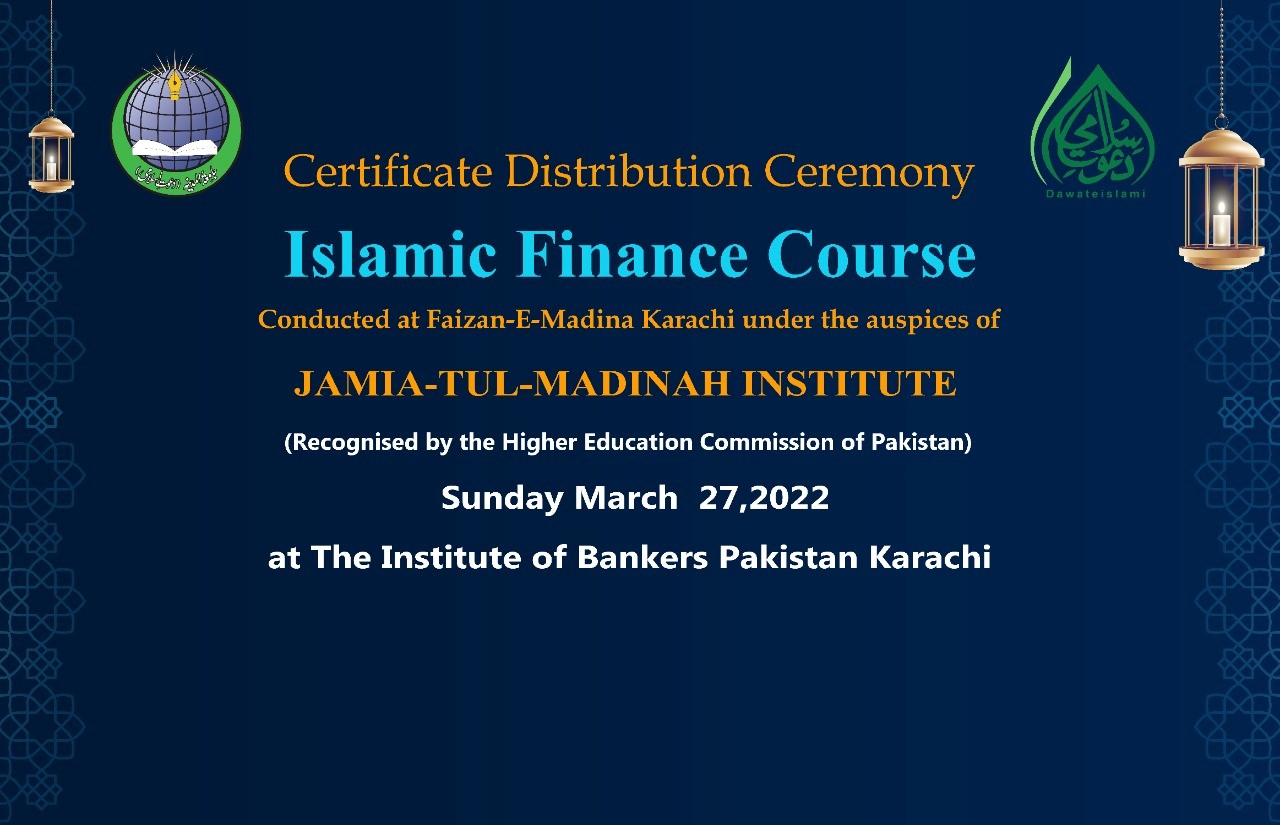 دعوت اسلامی
Dawateislami
Certificate Distribution Ceremony
Islamic Finance Course
Conducted at Faizan-E-Madina Karachi under the auspices of
JAMIA-TUL-MADINAH INSTITUTE
(Recognised by the Higher Education Commission of Pakistan)
Sunday March  27,2022
at The Institute of Bankers Pakistan Karachi